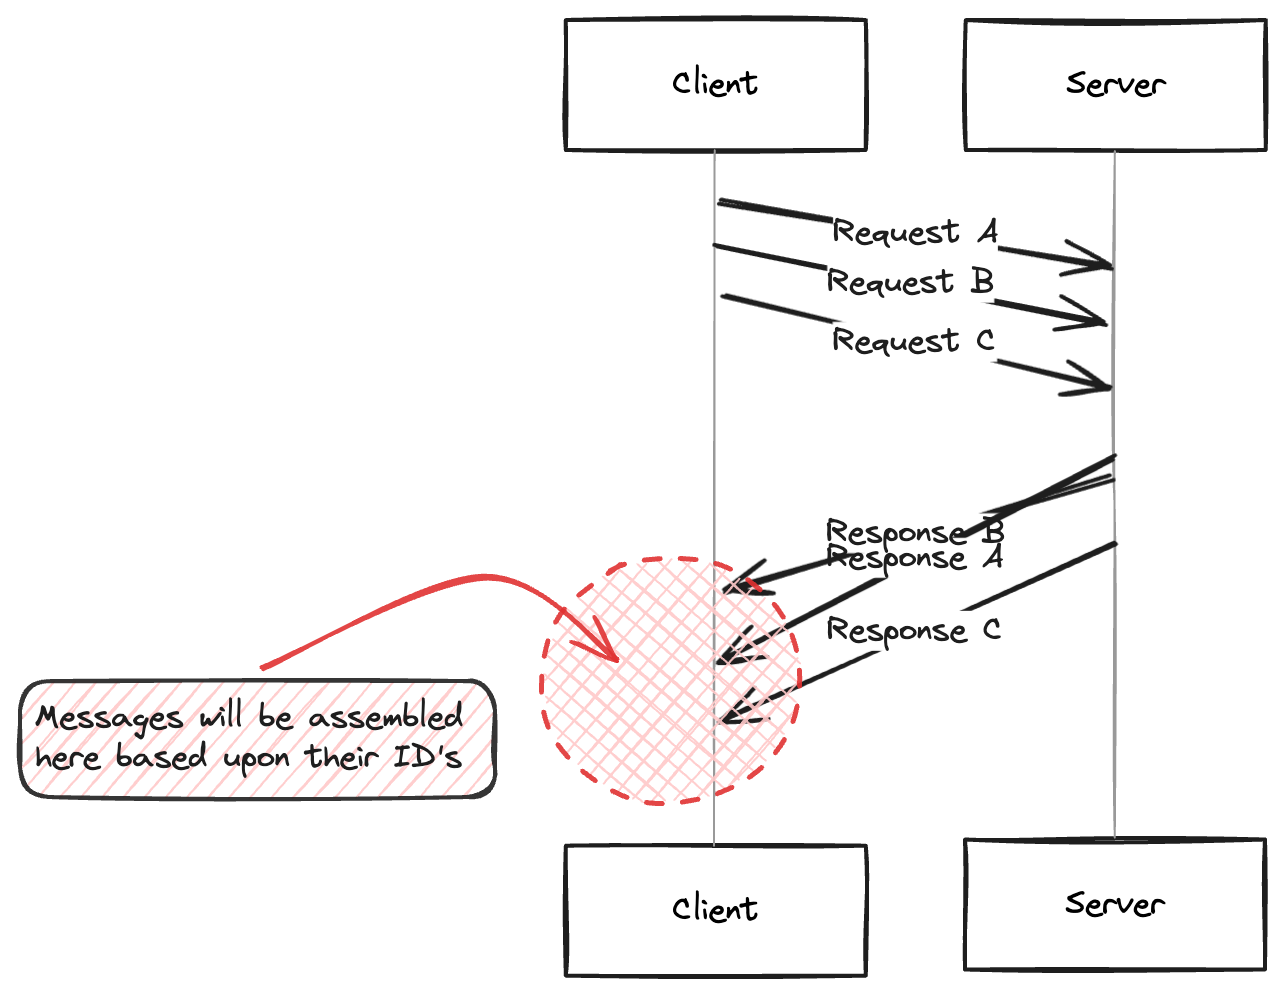 Client
Server
Request A
Request B
Request C
Response B
Response A
Response C
Messages will be assembled
here based upon their ID's
Client
Server